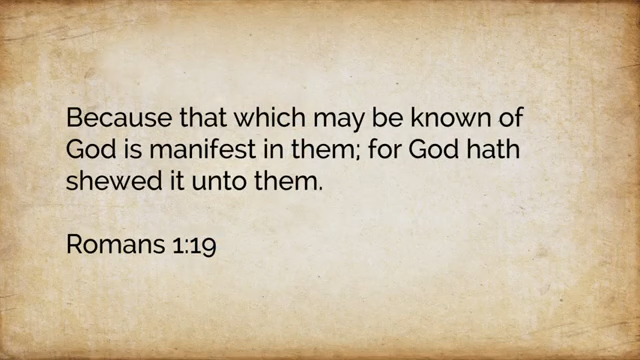 Because that which may be known of
God is manifest in them; for God hath
shewed it unto them.
Romans 1:19